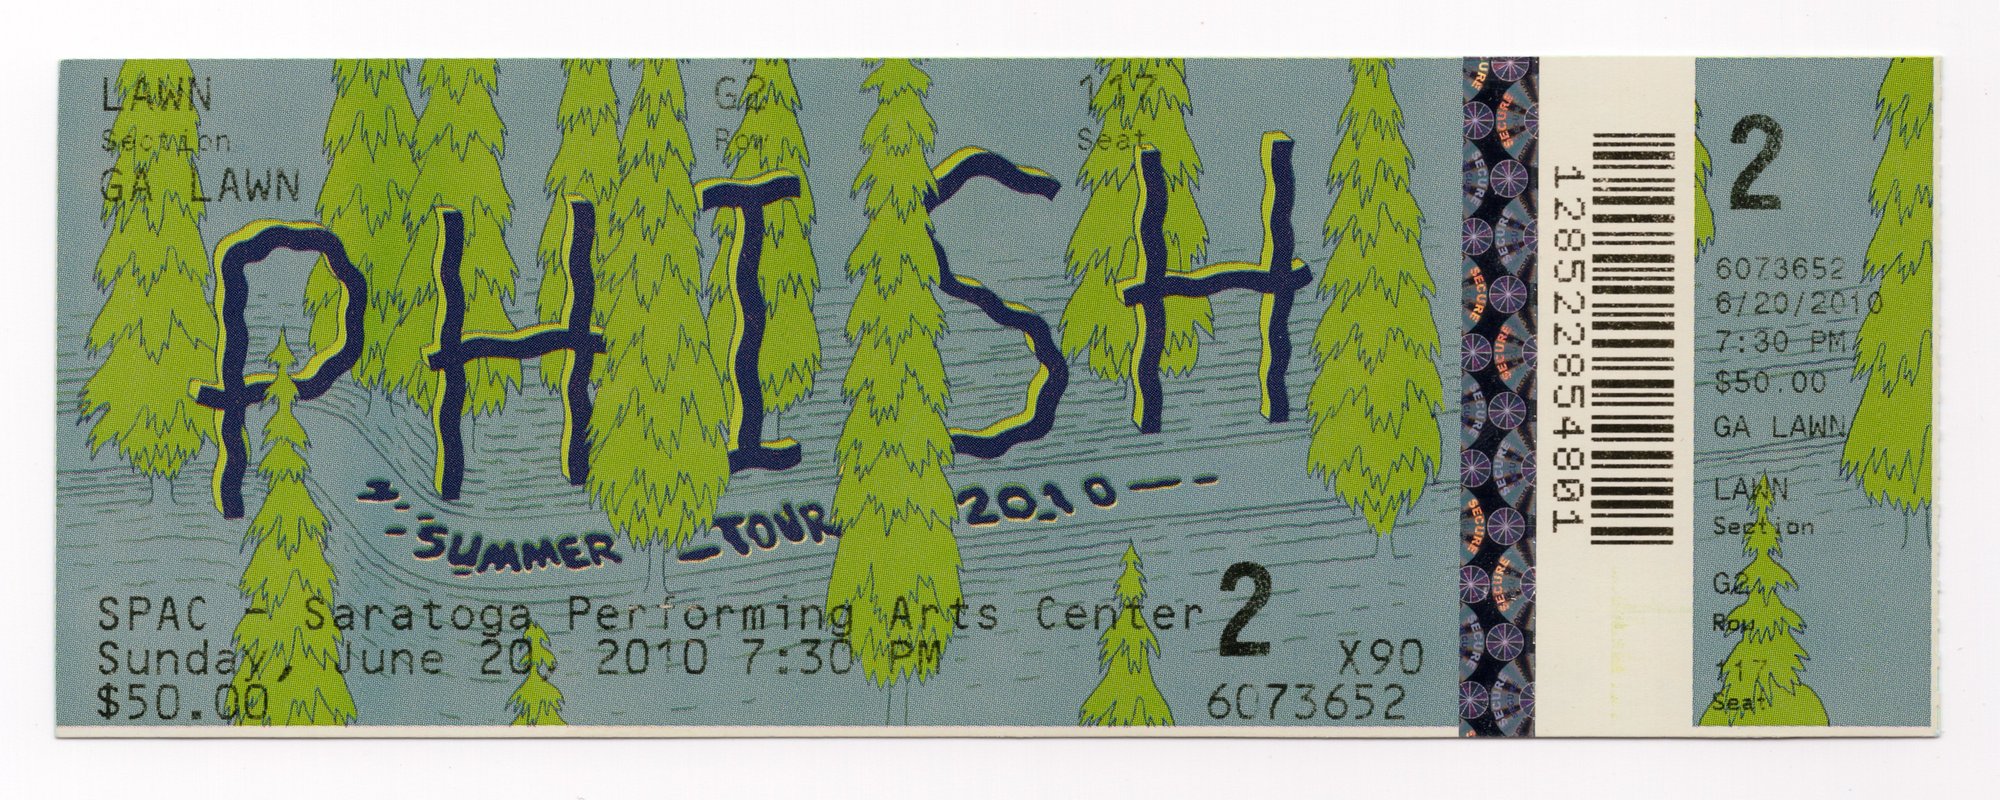 LAWN G2 117
Section Row Seat
GA LAWN
PHISH
SUMMER TOUR 2010
SPAC - Saratoga Performing Arts Center 2
Sunday, June 20, 2010 7:30 PM X90
$50.00 6073652
SECURE
128522854801
2
6073652
6/20/2010
7:30 PM
$50.00
GA LAWN
LAWN
Section
G2
Row
117
Seat